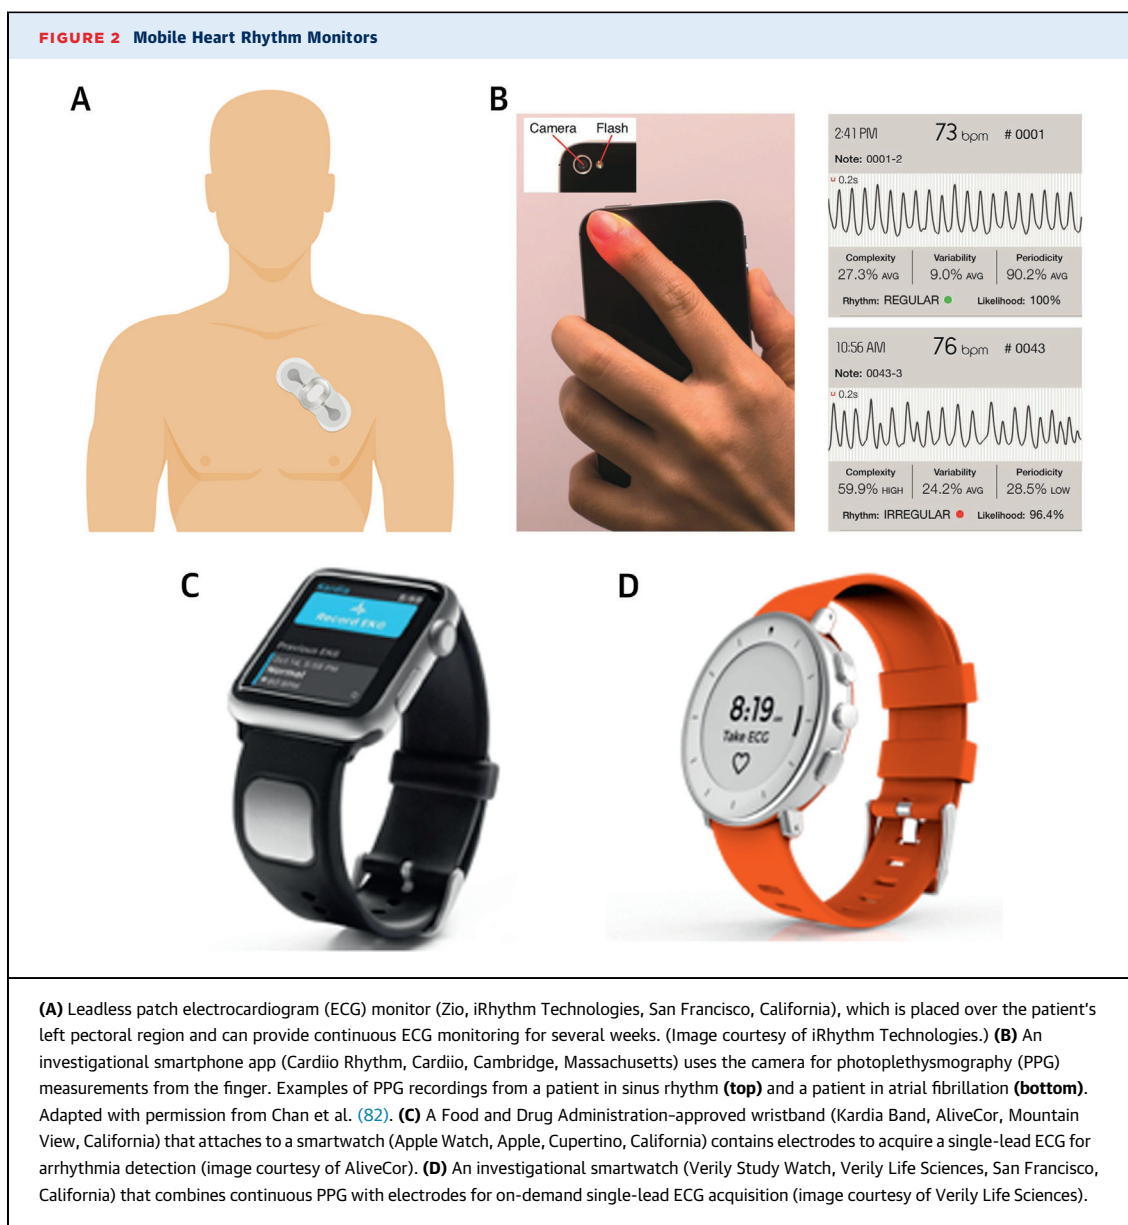 FIGURE 2 Mobile Heart Rhythm Monitors
A
B
Camera Flash
2:41 PM 73 bpm # 0001
Note: 0001-2
0.2s
Complexity Variability Periodicity
27.3% AVG 9.0% AVG 90.2% AVG
Rhythm: REGULAR Likelihood: 100%
10:56 AM 76 bpm # 0043
Note: 0043-3
0.2s
Complexity Variability Periodicity
59.9% HIGH 24.2% AVG 28.5% LOW
Rhythm: IRREGULAR Likelihood: 96.4%
C
Kardia
Record EKG
Previous EKG
Oct 14, 5:58 PM
Normal
BPM
D
8:19
Take ECG
(A) Leadless patch electrocardiogram (ECG) monitor (Zio, iRhythm Technologies, San Francisco, California), which is placed over the patient's
left pectoral region and can provide continuous ECG monitoring for several weeks. (Image courtesy of iRhythm Technologies.) (B) An
investigational smartphone app (Cardiio Rhythm, Cardiio, Cambridge, Massachusetts) uses the camera for photoplethysmography (PPG)
measurements from the finger. Examples of PPG recordings from a patient in sinus rhythm (top) and a patient in atrial fibrillation (bottom).
Adapted with permission from Chan et al. (82). (C) A Food and Drug Administration–approved wristband (Kardia Band, AliveCor, Mountain
View, California) that attaches to a smartwatch (Apple Watch, Apple, Cupertino, California) contains electrodes to acquire a single-lead ECG for
arrhythmia detection (image courtesy of AliveCor). (D) An investigational smartwatch (Verily Study Watch, Verily Life Sciences, San Francisco,
California) that combines continuous PPG with electrodes for on-demand single-lead ECG acquisition (image courtesy of Verily Life Sciences).